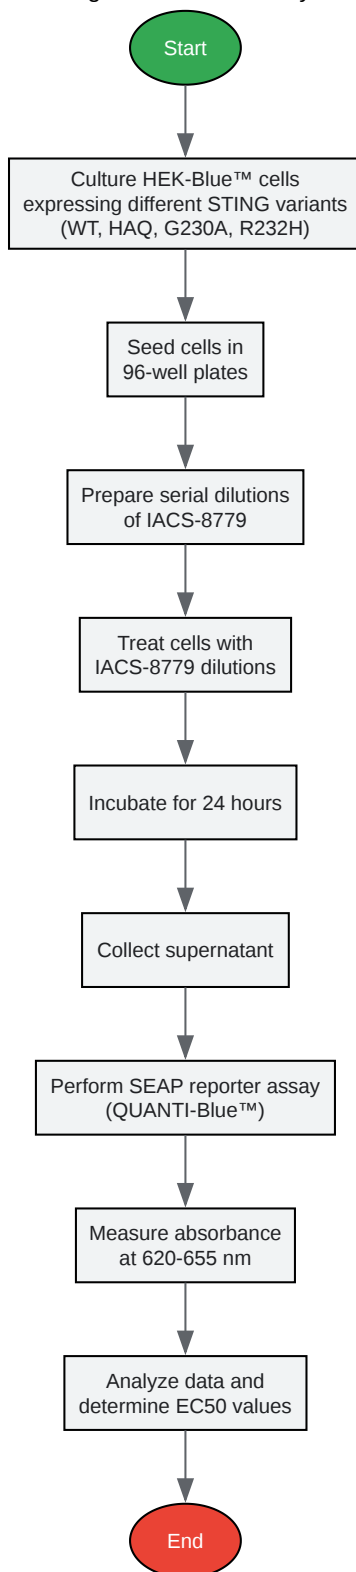 Start
Culture HEK-Blue™ cells
expressing different STING variants
(WT, HAQ, G230A, R232H)
Seed cells in
96-well plates
Prepare serial dilutions
of IACS-8779
Treat cells with
IACS-8779 dilutions
Incubate for 24 hours
Collect supernatant
Perform SEAP reporter assay
(QUANTI-Blue™)
Measure absorbance
at 620-655 nm
Analyze data and
determine EC50 values
End